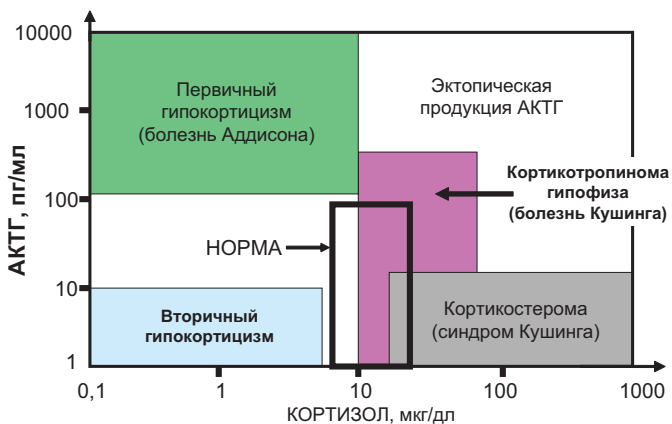 10000
1000
100
10
1
АКТГ, пг/мл
Первичный
гипокортицизм
(болезнь Аддисона)
Эктопическая
продукция АКТГ
Кортикотропинома
гипофиза
(болезнь Кушинга)
НОРМА
Вторичный
гипокортицизм
Кортикостерома
(синдром Кушинга)
0,1
1
10
100
1000
КОРТИЗОЛ, мкг/дл